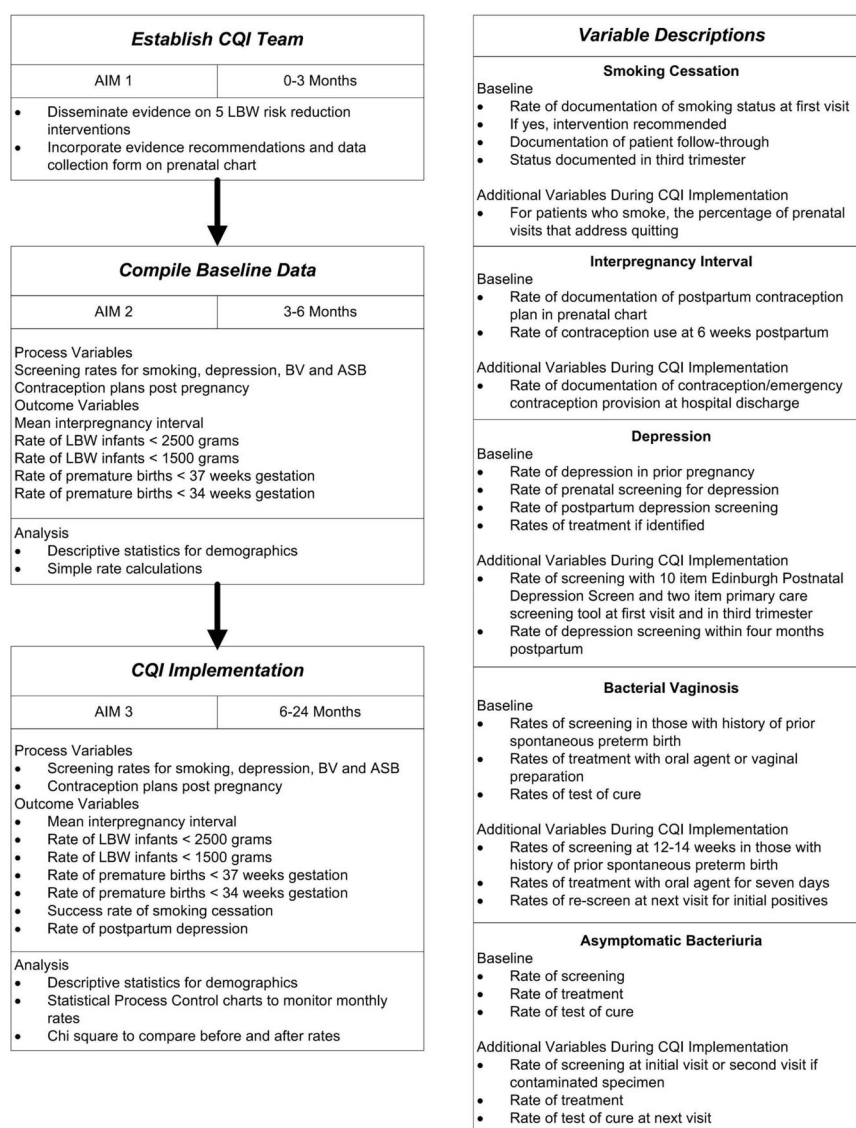 Establish CQI Team
AIM 1
0-3 Months
• Disseminate evidence on 5 LBW risk reduction
interventions
• Incorporate evidence recommendations and data
collection form on prenatal chart
Compile Baseline Data
AIM 2
3-6 Months
Process Variables
Screening rates for smoking, depression, BV and ASB
Contraception plans post pregnancy
Outcome Variables
Mean interpregnancy interval
Rate of LBW infants < 2500 grams
Rate of LBW infants < 1500 grams
Rate of premature births < 37 weeks gestation
Rate of premature births < 34 weeks gestation
Analysis
• Descriptive statistics for demographics
• Simple rate calculations
CQI Implementation
AIM 3
6-24 Months
Process Variables
• Screening rates for smoking, depression, BV and ASB
• Contraception plans post pregnancy
Outcome Variables
• Mean interpregnancy interval
• Rate of LBW infants < 2500 grams
• Rate of LBW infants < 1500 grams
• Rate of premature births < 37 weeks gestation
• Rate of premature births < 34 weeks gestation
• Success rate of smoking cessation
• Rate of postpartum depression
Analysis
• Descriptive statistics for demographics
• Statistical Process Control charts to monitor monthly
rates
• Chi square to compare before and after rates
Variable Descriptions
Smoking Cessation
Baseline
• Rate of documentation of smoking status at first visit
• If yes, intervention recommended
• Documentation of patient follow-through
• Status documented in third trimester
Additional Variables During CQI Implementation
• For patients who smoke, the percentage of prenatal
visits that address quitting
Interpregnancy Interval
Baseline
• Rate of documentation of postpartum contraception
plan in prenatal chart
• Rate of contraception use at 6 weeks postpartum
Additional Variables During CQI Implementation
• Rate of documentation of contraception/emergency
contraception provision at hospital discharge
Depression
Baseline
• Rate of depression in prior pregnancy
• Rate of prenatal screening for depression
• Rate of postpartum depression screening
• Rates of treatment if identified
Additional Variables During CQI Implementation
• Rate of screening with 10 item Edinburgh Postnatal
Depression Screen and two item primary care
screening tool at first visit and in third trimester
• Rate of depression screening within four months
postpartum
Bacterial Vaginosis
Baseline
• Rates of screening in those with history of prior
spontaneous preterm birth
• Rates of treatment with oral agent or vaginal
preparation
• Rates of test of cure
Additional Variables During CQI Implementation
• Rates of screening at 12-14 weeks in those with
history of prior spontaneous preterm birth
• Rates of treatment with oral agent for seven days
• Rates of re-screen at next visit for initial positives
Asymptomatic Bacteriuria
Baseline
• Rate of screening
• Rate of treatment
• Rate of test of cure
Additional Variables During CQI Implementation
• Rate of screening at initial visit or second visit if
contaminated specimen
• Rate of treatment
• Rate of test of cure at next visit